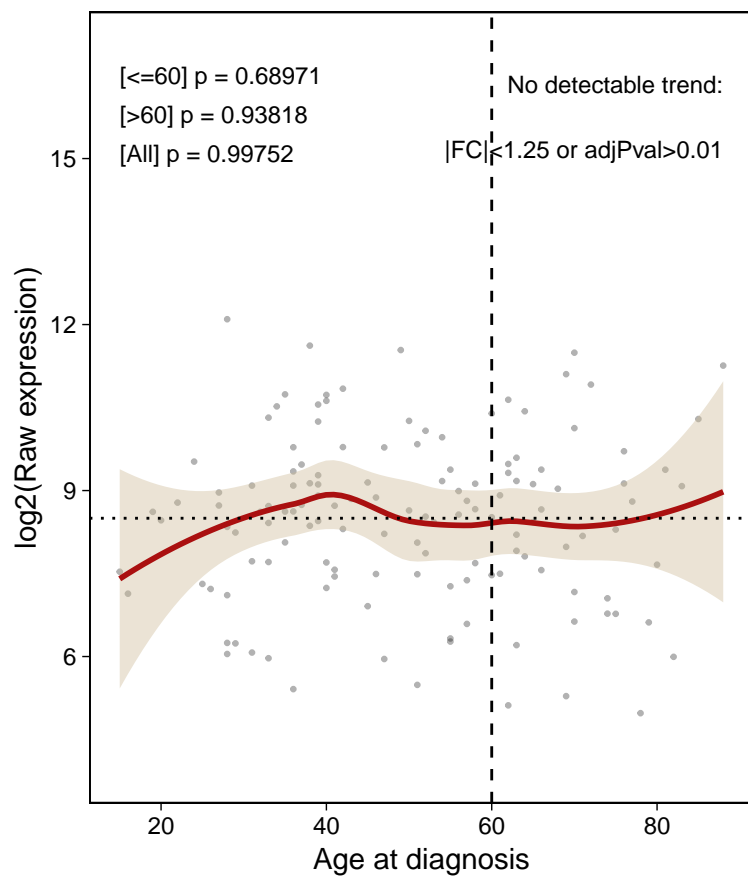 [<=60] p = 0.68971
[>60] p = 0.93818
[All] p = 0.99752
No detectable trend:
|FC|<1.25 or adjPval>0.01
log2(Raw expression)
15
12
9
6
20
40
60
80
Age at diagnosis